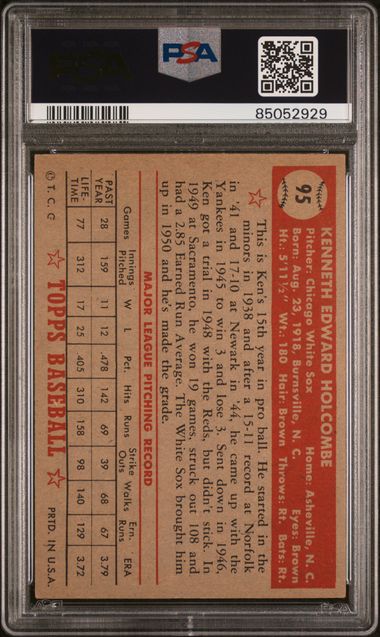 PSA
PSA
85052929
95
KENNETH EDWARD HOLCOMBE
Pitcher: Chicago White Sox Home: Asheville, N. C.
Born: Aug. 23, 1918, Burnsville, N. C. Eyes: Brown
Ht.: 5'11½" Wt.: 180 Hair: Brown Throws: Rt. Bats: Rt.
This is Ken's 15th year in pro ball. He started in the
minors in 1938 and after a 15-11 record at Norfolk
in '41 and 17-10 at Newark in '44, he came up with the
Yankees in 1945 to win 3 and lose 3. Sent down in 1946,
Ken got a trial in 1948 with the Reds, but didn't stick. In
1949 at Sacramento, he won 19 games, struck out 108 and
had a 2.85 Earned Run Average. The White Sox brought him
up in 1950 and he's made the grade.
MAJOR LEAGUE PITCHING RECORD
Games Innings Pitched W L Pct. Hits Runs Strike Outs Walks Ern. Runs ERA
PAST YEAR 28 159 11 12 .478 142 69 39 68 67 3.79
LIFE-TIME 77 312 17 25 .405 310 158 98 140 129 3.72
© T. C. G TOPPS BASEBALL PRTD. IN U.S.A.